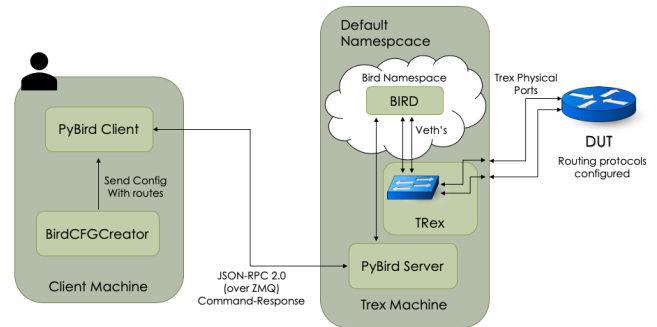 Default
Namespcace
Bird Namespace
BIRD
Veth's
Trex Physical
Ports
DUT
Routing protocols
configured
PyBird Client
Send Config
With routes
BirdCFGCreator
Client Machine
TRex
PyBird Server
Trex Machine
JSON-RPC 2.0
(over ZMQ)
Command-Response